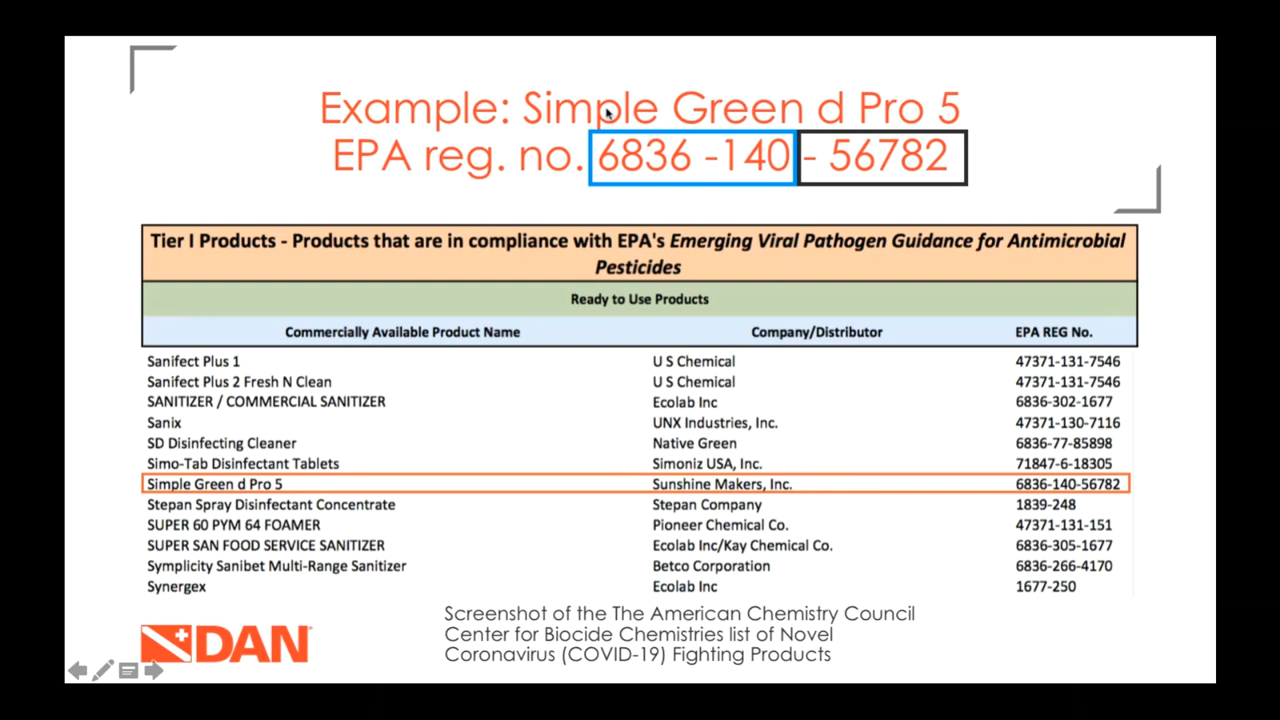 Example: Simple Green d Pro 5
EPA reg. no. 6836 -140 - 56782
Tier I Products - Products that are in compliance with EPA's Emerging Viral Pathogen Guidance for Antimicrobial
Pesticides
Ready to Use Products
Commercially Available Product Name Company/Distributor EPA REG No.
Sanifect Plus 1 U S Chemical 47371-131-7546
Sanifect Plus 2 Fresh N Clean U S Chemical 47371-131-7546
SANITIZER / COMMERCIAL SANITIZER Ecolab Inc 6836-302-1677
Sanix UNX Industries, Inc. 47371-130-7116
SD Disinfecting Cleaner Native Green 6836-77-85898
Simo-Tab Disinfectant Tablets Simoniz USA, Inc. 71847-6-18305
Simple Green d Pro 5 Sunshine Makers, Inc. 6836-140-56782
Stepan Spray Disinfectant Concentrate Stepan Company 1839-248
SUPER 60 PYM 64 FOAMER Pioneer Chemical Co. 47371-131-151
SUPER SAN FOOD SERVICE SANITIZER Ecolab Inc/Kay Chemical Co. 6836-305-1677
Symplicity Sanibet Multi-Range Sanitizer Betco Corporation 6836-266-4170
Synergex Ecolab Inc 1677-250
Screenshot of the The American Chemistry Council
Center for Biocide Chemistries list of Novel
Coronavirus (COVID-19) Fighting Products
DAN